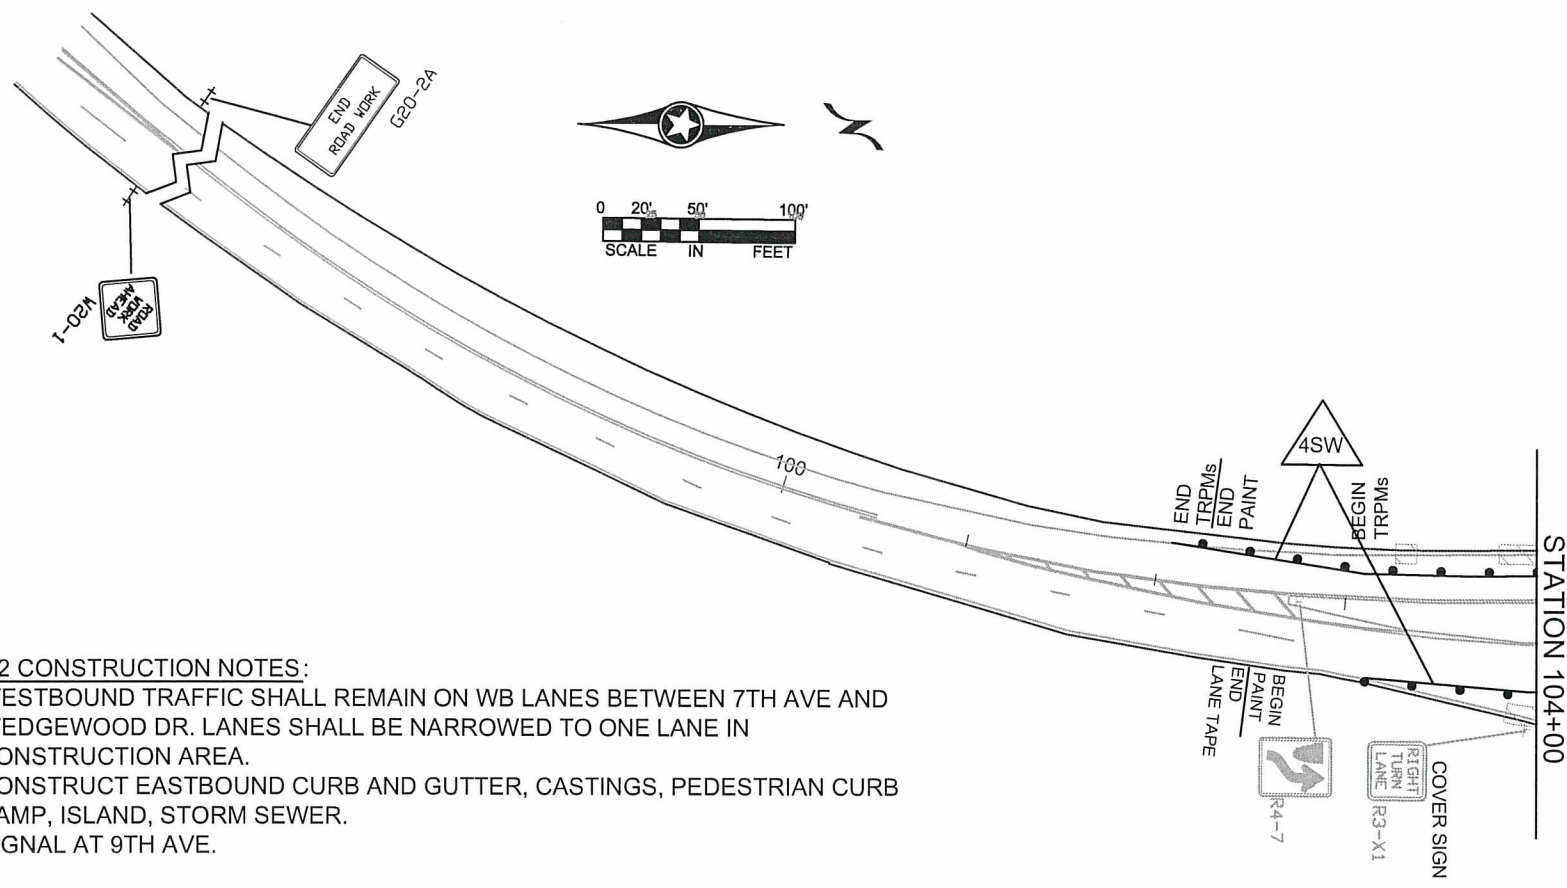 END
ROAD WORK
G20-2A
N
0 20' 50' 100'
SCALE IN FEET
ROAD
WORK
AHEAD
W20-1
100
4SW
END
TRPMs
END
PAINT
BEGIN
TRPMs
STATION 104+00
BEGIN
PAINT
END
LANE TAPE
R4-7
RIGHT
TURN
LANE
R3-X1
COVER SIGN
2 CONSTRUCTION NOTES:
ESTBOUND TRAFFIC SHALL REMAIN ON WB LANES BETWEEN 7TH AVE AND
EDGEWOOD DR. LANES SHALL BE NARROWED TO ONE LANE IN
ONSTRUCTION AREA.
ONSTRUCT EASTBOUND CURB AND GUTTER, CASTINGS, PEDESTRIAN CURB
AMP, ISLAND, STORM SEWER.
GNAL AT 9TH AVE.